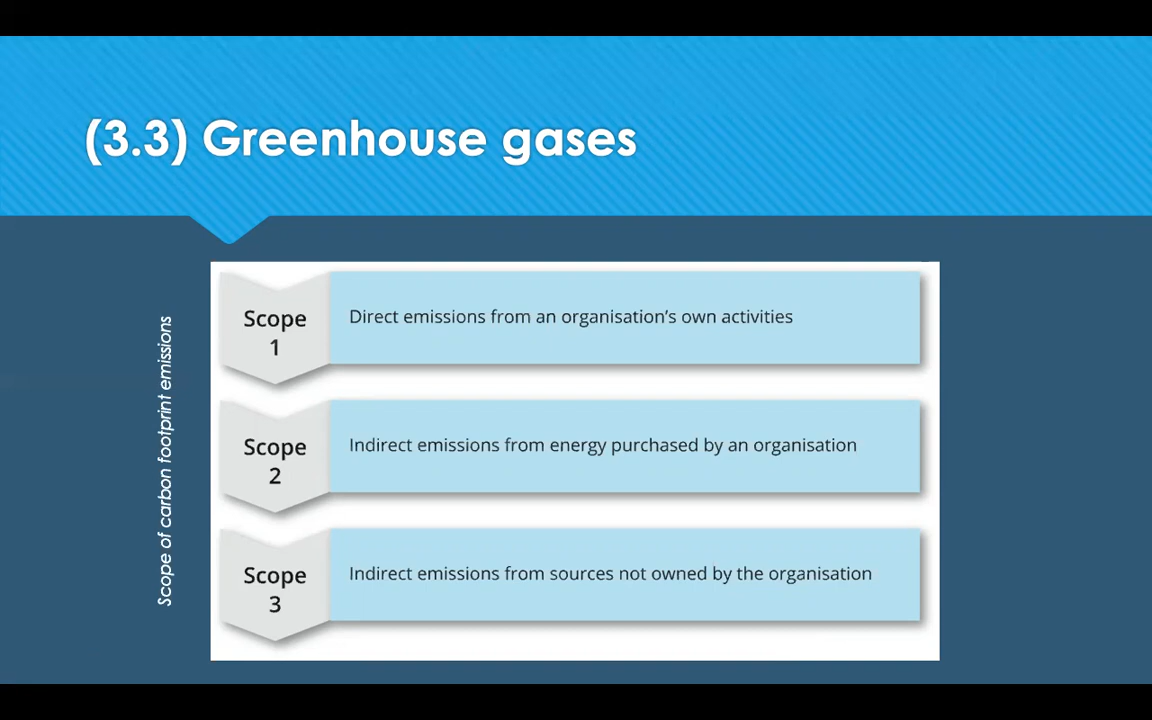 (3.3) Greenhouse gases
Scope of carbon footprint emissions
Scope
1
Direct emissions from an organisation's own activities
Scope
2
Indirect emissions from energy purchased by an organisation
Scope
3
Indirect emissions from sources not owned by the organisation